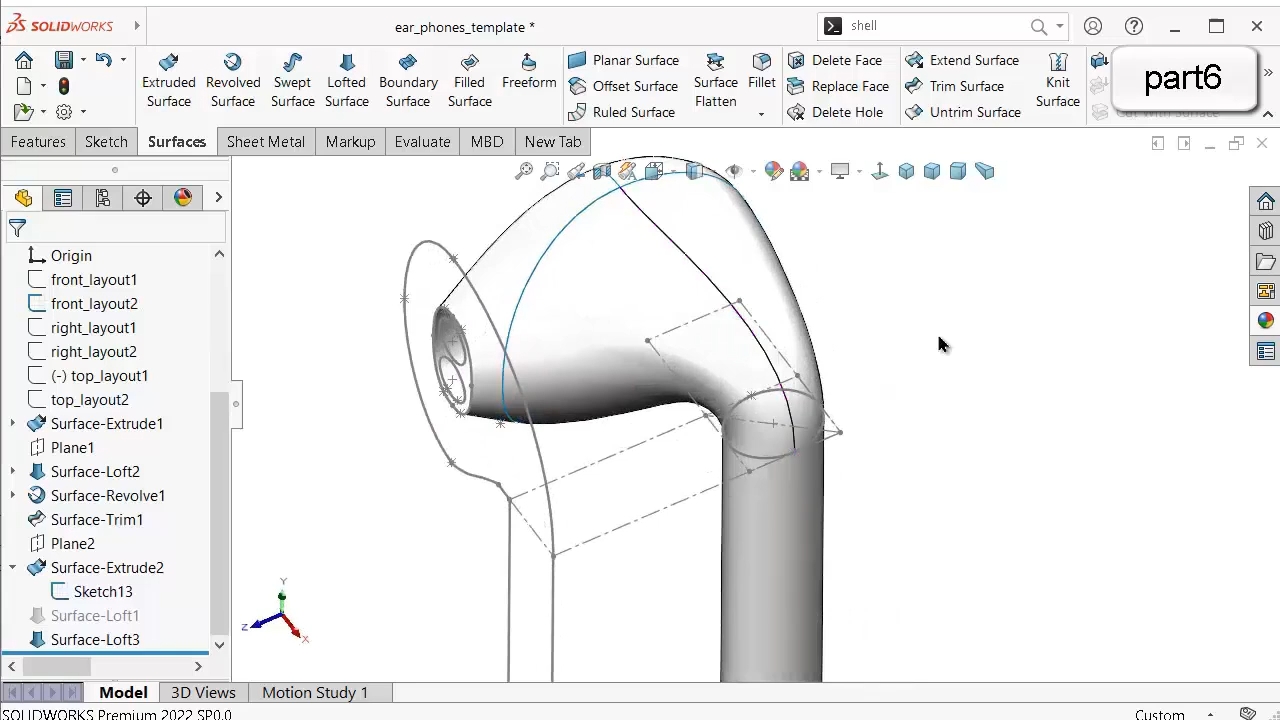 SOLIDWORKS
ear_phones_template *
shell
part6
Extruded Surface
Revolved Surface
Swept Surface
Lofted Surface
Boundary Surface
Filled Surface
Freeform
Planar Surface
Offset Surface
Ruled Surface
Surface Flatten
Fillet
Delete Face
Replace Face
Delete Hole
Extend Surface
Trim Surface
Untrim Surface
Knit Surface
Cut With Surface
Features
Sketch
Surfaces
Sheet Metal
Markup
Evaluate
MBD
New Tab
Origin
front_layout1
front_layout2
right_layout1
right_layout2
(-) top_layout1
top_layout2
Surface-Extrude1
Plane1
Surface-Loft2
Surface-Revolve1
Surface-Trim1
Plane2
Surface-Extrude2
Sketch13
Surface-Loft1
Surface-Loft3
Y
Z
X
Model
3D Views
Motion Study 1
SOLIDWORKS Premium 2022 SP0.0
Custom